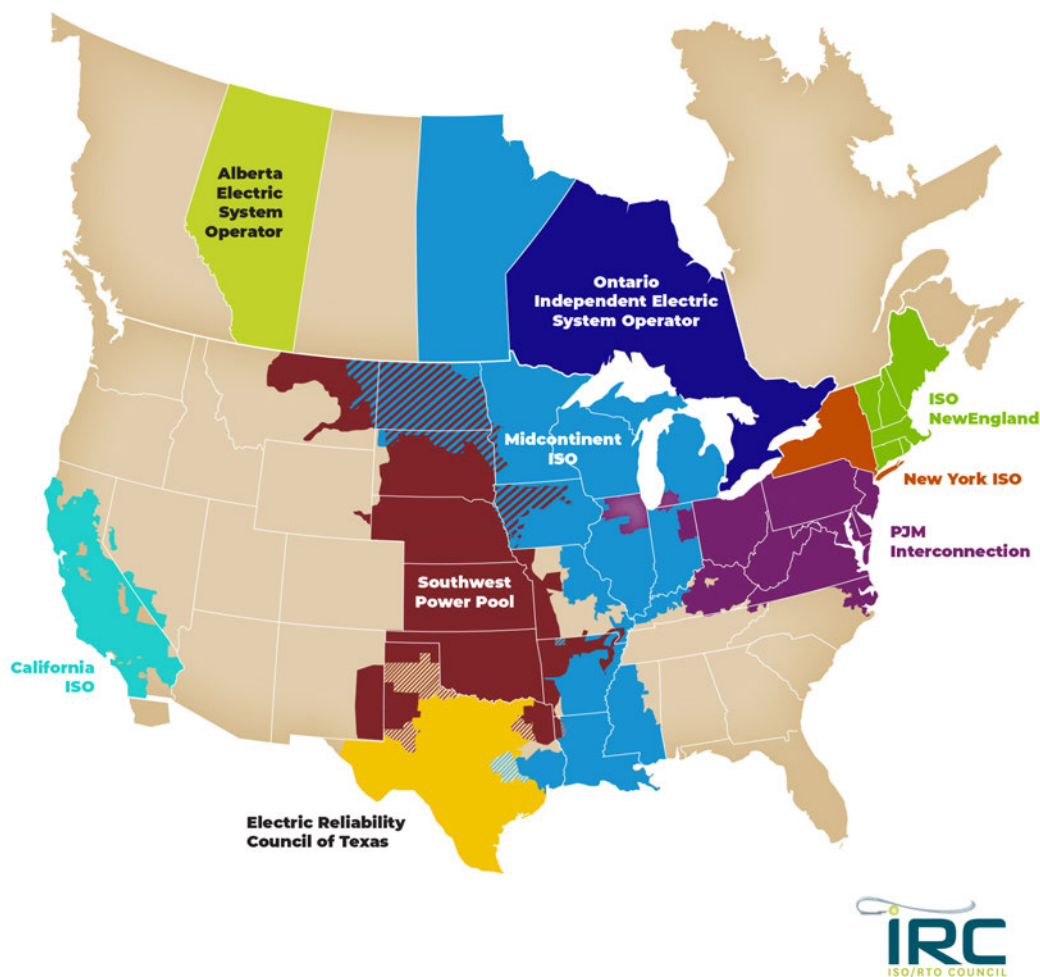 Alberta
Electric
System
Operator
Ontario
Independent Electric
System Operator
ISO
NewEngland
Midcontinent
ISO
New York ISO
PJM
Interconnection
Southwest
Power Pool
California
ISO
Electric Reliability
Council of Texas
iRC
ISO/RTO COUNCIL